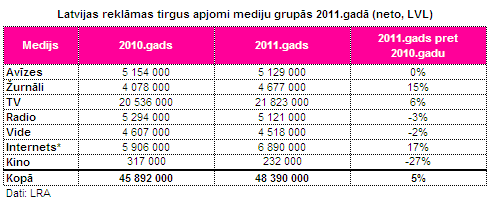 Latvijas reklāmas tirgus apjomi mediju grupās 2011.gadā (neto, LVL)
Medijs 2010.gads 2011.gads 2011.gads pret 2010.gadu
Avīzes 5 154 000 5 129 000 0%
Žurnāli 4 078 000 4 677 000 15%
TV 20 536 000 21 823 000 6%
Radio 5 294 000 5 121 000 -3%
Vide 4 607 000 4 518 000 -2%
Internets* 5 906 000 6 890 000 17%
Kino 317 000 232 000 -27%
Kopā 45 892 000 48 390 000 5%
Dati: LRA